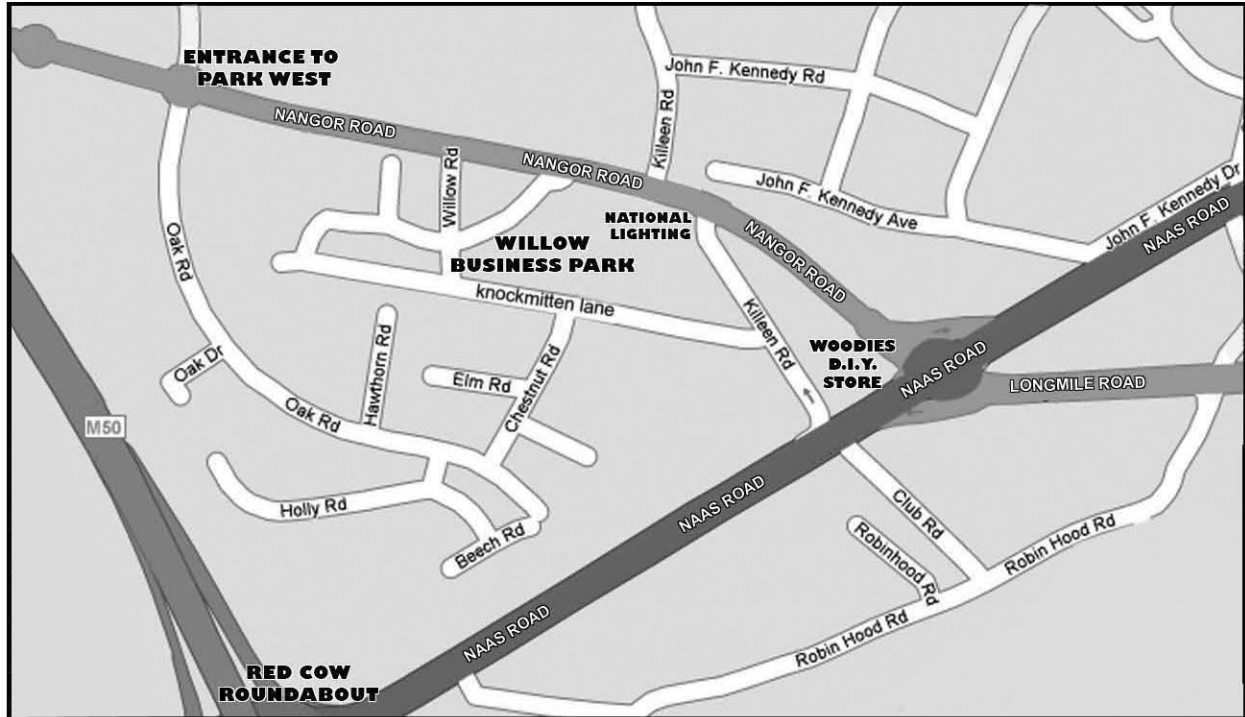 ENTRANCE TO
PARK WEST
John F. Kennedy Rd
NANGOR ROAD
Willow Rd
NANGOR ROAD
Killeen Rd
John F. Kennedy Ave
John F. Kennedy Dr
NAAS ROAD
NATIONAL
LIGHTING
Oak Rd
WILLOW
BUSINESS PARK
NANGOR ROAD
knockmitten lane
Killeen Rd
WOODIES
D.I.Y.
STORE
NAAS ROAD
LONGMILE ROAD
Oak Dr
Hawthorn Rd
Elm Rd
Chestnut Rd
Oak Rd
M50
Holly Rd
Beech Rd
NAAS ROAD
Club Rd
Robinhood
Rd
Robin Hood Rd
Robin Hood Rd
NAAS ROAD
RED COW
ROUNDABOUT